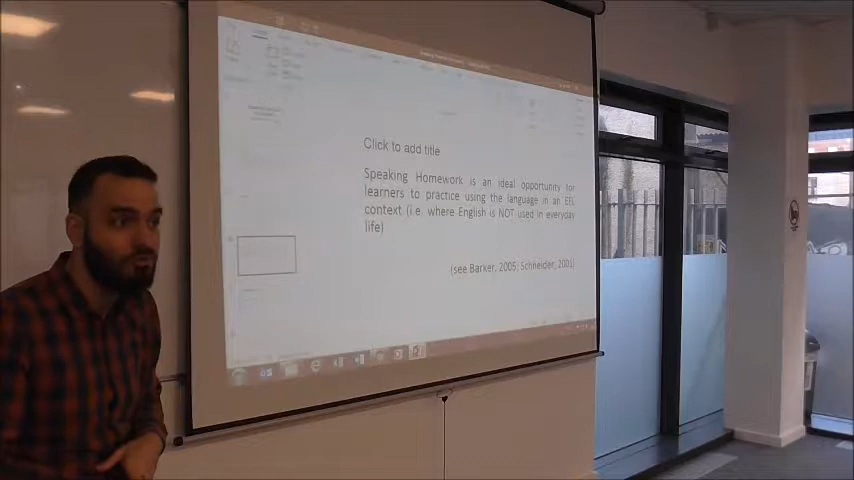 Click to add title
Speaking Homework is an ideal opportunity for
learners to practice using the language in an EFL
context (i.e where English is NOT used in everyday
life)
(see Barker, 2005; Schneider, 2001)